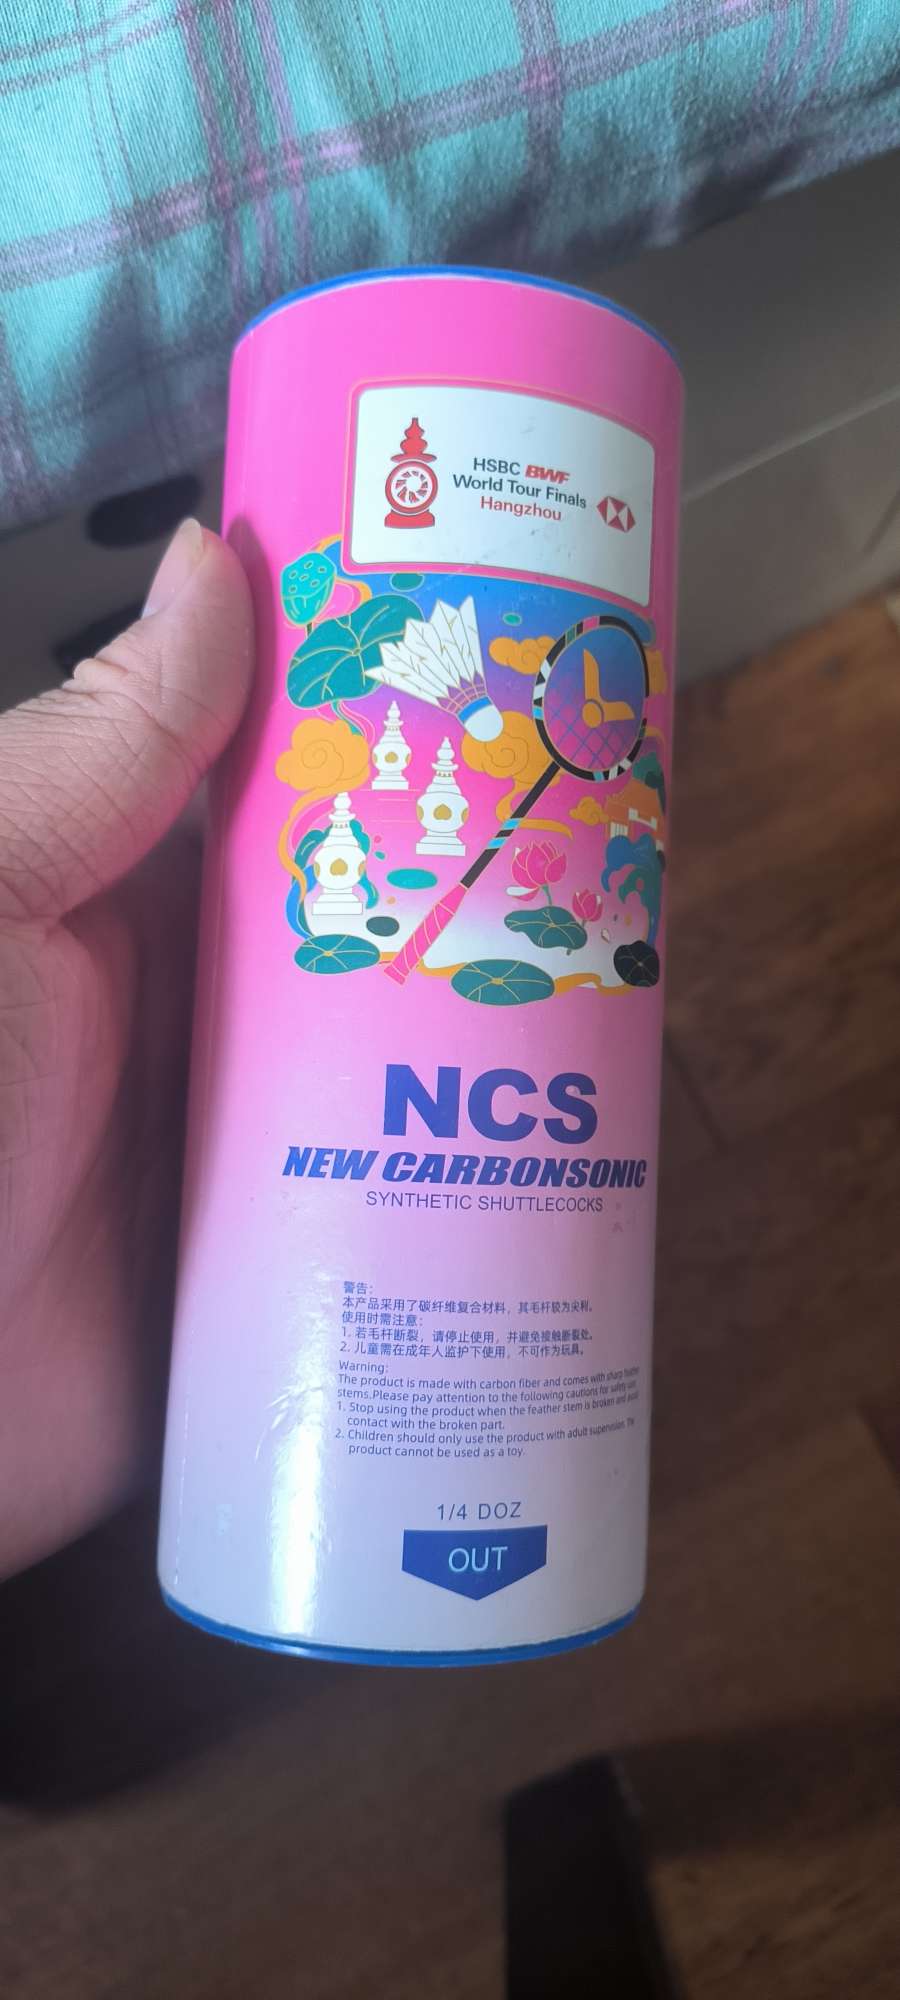 HSBC BWF
World Tour Finals
Hangzhou
NCS
NEW CARBONSONIC
SYNTHETIC SHUTTLECOCKS
警告:
本产品采用了碳纤维复合材料，其毛杆较为尖利。
使用时需注意:
1. 若毛杆断裂，请停止使用，并避免接触断裂处。
2. 儿童需在成年人监护下使用，不可作为玩具。
Warning:
The product is made with carbon fiber and comes with sharp feather
stems.Please pay attention to the following cautions for safety use.
1. Stop using the product when the feather stem is broken and avoid
contact with the broken part.
2. Children should only use the product with adult supervision. The
product cannot be used as a toy.
1/4 DOZ
OUT